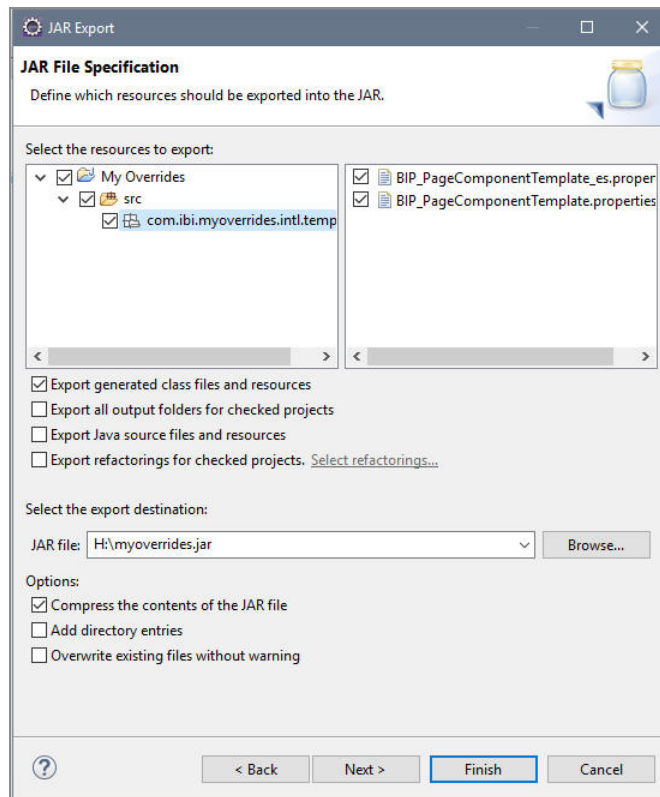 JAR Export
JAR File Specification
Define which resources should be exported into the JAR.
Select the resources to export:
My Overrides
src
com.ibi.myoverrides.intl.temp
BIP_PageComponentTemplate_es.proper
BIP_PageComponentTemplate.properties
Export generated class files and resources
Export all output folders for checked projects
Export Java source files and resources
Export refactorings for checked projects. Select refactorings...
Select the export destination:
JAR file: H:\myoverrides.jar Browse...
Options:
Compress the contents of the JAR file
Add directory entries
Overwrite existing files without warning
? < Back Next > Finish Cancel